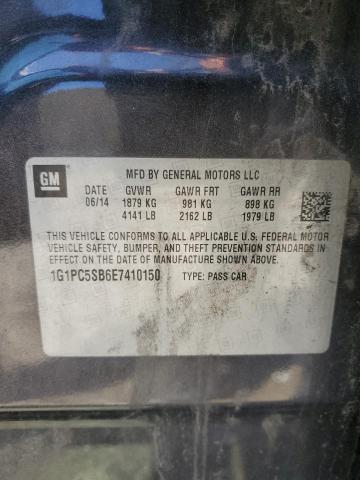 GM
MFD BY GENERAL MOTORS LLC
DATE GVWR GAWR FRT GAWR RR
06/14 1879 KG 981 KG 898 KG
4141 LB 2162 LB 1979 LB
THIS VEHICLE CONFORMS TO ALL APPLICABLE U.S. FEDERAL MOTOR
VEHICLE SAFETY, BUMPER, AND THEFT PREVENTION STANDARDS
IN EFFECT ON THE DATE OF MANUFACTURE SHOWN ABOVE.
1G1PC5SB6E7410150 TYPE: PASS CAR